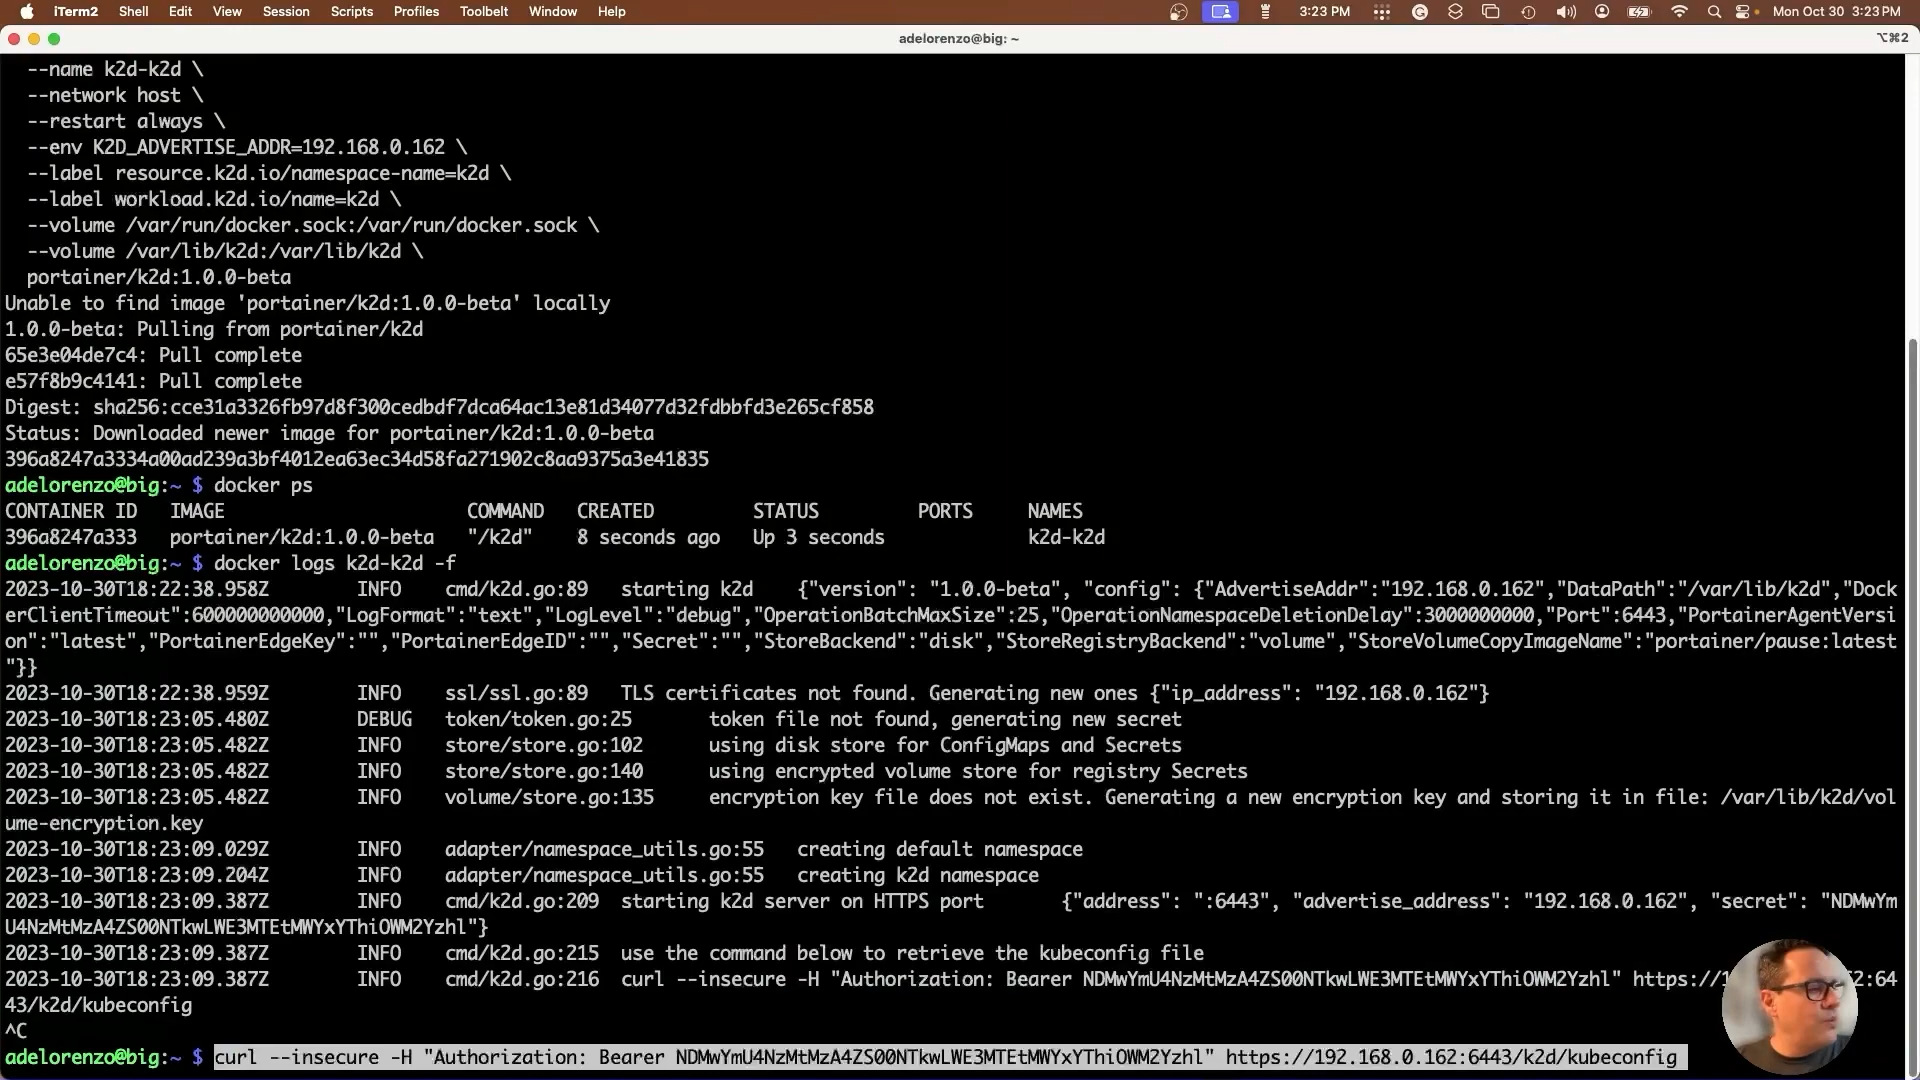 iTerm2 Shell Edit View Session Scripts Profiles Toolbelt Window Help 3:23 PM Mon Oct 30 3:23 PM
adelorenzo@big: ~ ⌥⌘2
--name k2d-k2d \
--network host \
--restart always \
--env K2D_ADVERTISE_ADDR=192.168.0.162 \
--label resource.k2d.io/namespace-name=k2d \
--label workload.k2d.io/name=k2d \
--volume /var/run/docker.sock:/var/run/docker.sock \
--volume /var/lib/k2d:/var/lib/k2d \
portainer/k2d:1.0.0-beta
Unable to find image 'portainer/k2d:1.0.0-beta' locally
1.0.0-beta: Pulling from portainer/k2d
65e3e04de7c4: Pull complete
e57f8b9c4141: Pull complete
Digest: sha256:cce31a3326fb97d8f300cedbdf7dca64ac13e81d34077d32fdbbfd3e265cf858
Status: Downloaded newer image for portainer/k2d:1.0.0-beta
396a8247a3334a00ad239a3bf4012ea63ec34d58fa271902c8aa9375a3e41835
adelorenzo@big:~ $ docker ps
CONTAINER ID IMAGE COMMAND CREATED STATUS PORTS NAMES
396a8247a333 portainer/k2d:1.0.0-beta "/k2d" 8 seconds ago Up 3 seconds k2d-k2d
adelorenzo@big:~ $ docker logs k2d-k2d -f
2023-10-30T18:22:38.958Z INFO cmd/k2d.go:89 starting k2d {"version": "1.0.0-beta", "config": {"AdvertiseAddr":"192.168.0.162","DataPath":"/var/lib/k2d","Dock
erClientTimeout":600000000000,"LogFormat":"text","LogLevel":"debug","OperationBatchMaxSize":25,"OperationNamespaceDeletionDelay":3000000000,"Port":6443,"PortainerAgentVersi
on":"latest","PortainerEdgeKey":"","PortainerEdgeID":"","Secret":"","StoreBackend":"disk","StoreRegistryBackend":"volume","StoreVolumeCopyImageName":"portainer/pause:latest
"}}
2023-10-30T18:22:38.959Z INFO ssl/ssl.go:89 TLS certificates not found. Generating new ones {"ip_address": "192.168.0.162"}
2023-10-30T18:23:05.480Z DEBUG token/token.go:25 token file not found, generating new secret
2023-10-30T18:23:05.482Z INFO store/store.go:102 using disk store for ConfigMaps and Secrets
2023-10-30T18:23:05.482Z INFO store/store.go:140 using encrypted volume store for registry Secrets
2023-10-30T18:23:05.482Z INFO volume/store.go:135 encryption key file does not exist. Generating a new encryption key and storing it in file: /var/lib/k2d/vol
ume-encryption.key
2023-10-30T18:23:09.029Z INFO adapter/namespace_utils.go:55 creating default namespace
2023-10-30T18:23:09.204Z INFO adapter/namespace_utils.go:55 creating k2d namespace
2023-10-30T18:23:09.387Z INFO cmd/k2d.go:209 starting k2d server on HTTPS port {"address": ":6443", "advertise_address": "192.168.0.162", "secret": "NDMwYm
U4NzMtMzA4ZS00NTkwLWE3MTEtMWYxYThiOWM2Yzhl"}
2023-10-30T18:23:09.387Z INFO cmd/k2d.go:215 use the command below to retrieve the kubeconfig file
2023-10-30T18:23:09.387Z INFO cmd/k2d.go:216 curl --insecure -H "Authorization: Bearer NDMwYmU4NzMtMzA4ZS00NTkwLWE3MTEtMWYxYThiOWM2Yzhl" https://1 2:64
43/k2d/kubeconfig
^C
adelorenzo@big:~ $ curl --insecure -H "Authorization: Bearer NDMwYmU4NzMtMzA4ZS00NTkwLWE3MTEtMWYxYThiOWM2Yzhl" https://192.168.0.162:6443/k2d/kubeconfig